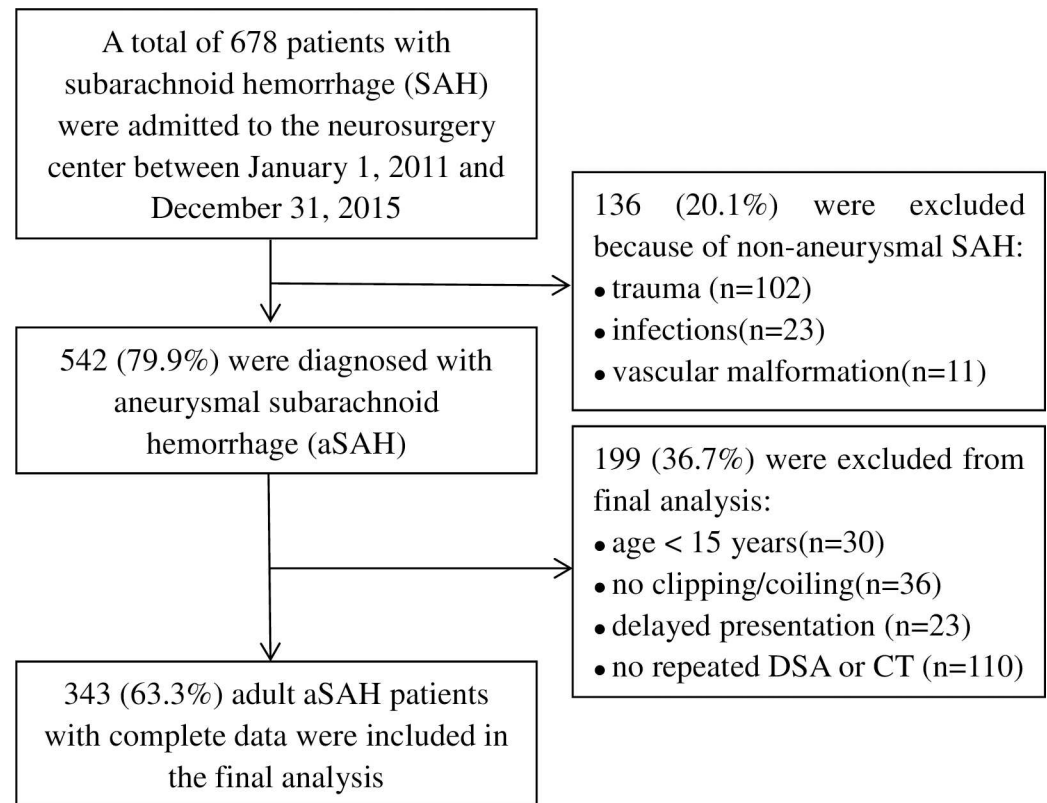 A total of 678 patients with
subarachnoid hemorrhage (SAH)
were admitted to the neurosurgery
center between January 1, 2011 and
December 31, 2015
136 (20.1%) were excluded
because of non-aneurysmal SAH:
• trauma (n=102)
• infections(n=23)
• vascular malformation(n=11)
542 (79.9%) were diagnosed with
aneurysmal subarachnoid
hemorrhage (aSAH)
199 (36.7%) were excluded from
final analysis:
• age < 15 years(n=30)
• no clipping/coiling(n=36)
• delayed presentation (n=23)
• no repeated DSA or CT (n=110)
343 (63.3%) adult aSAH patients
with complete data were included in
the final analysis